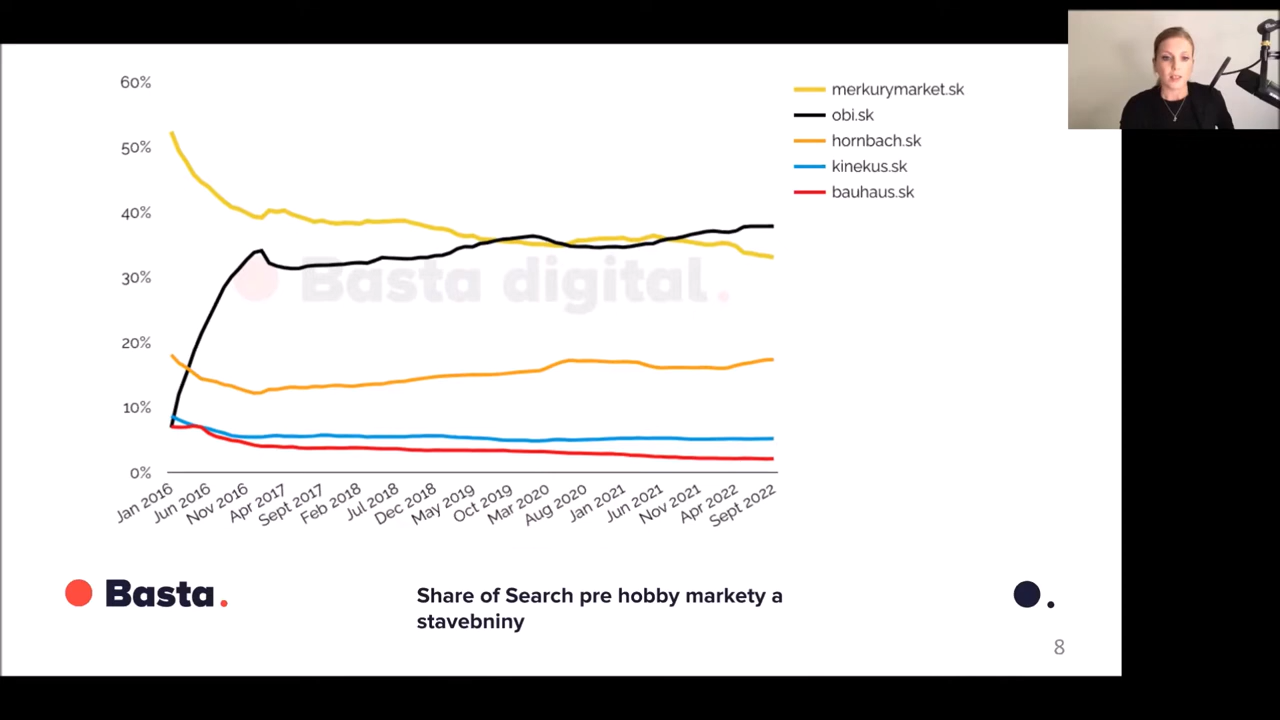 60%
50%
40%
30%
20%
10%
0%
merkurymarket.sk
obi.sk
hornbach.sk
kinekus.sk
bauhaus.sk
Basta digital.
Jan 2016
Jun 2016
Nov 2016
Apr 2017
Sept 2017
Feb 2018
Jul 2018
Dec 2018
May 2019
Oct 2019
Mar 2020
Aug 2020
Jan 2021
Jun 2021
Nov 2021
Apr 2022
Sept 2022
Basta.
Share of Search pre hobby markety a
stavebniny
8